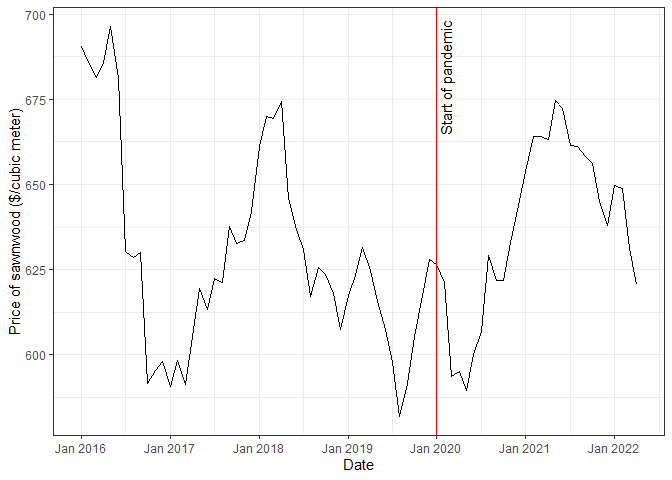 700
675
650
625
600
Price of sawnwood ($/cubic meter)
Start of pandemic
Jan 2016 Jan 2017 Jan 2018 Jan 2019 Jan 2020 Jan 2021 Jan 2022
Date